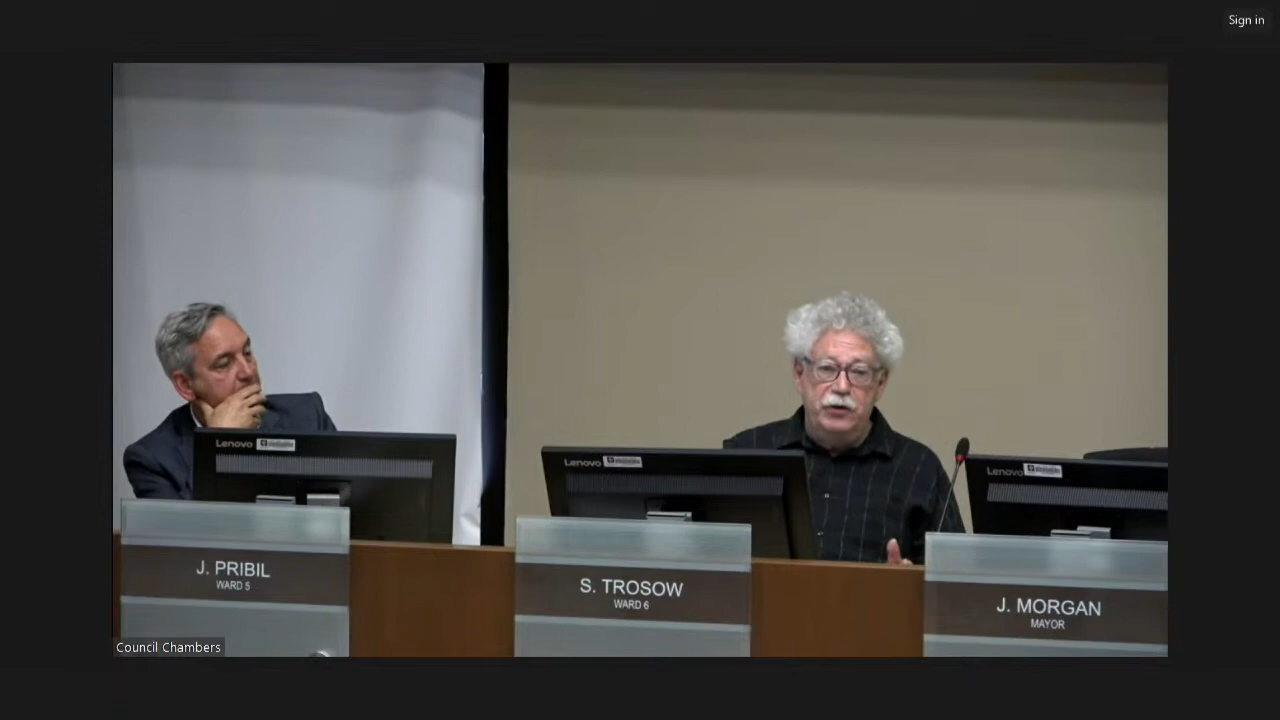 Sign in
Lenovo
Lenovo
Lenovo
J. PRIBIL
WARD 5
S. TROSOW
WARD 6
J. MORGAN
MAYOR
Council Chambers